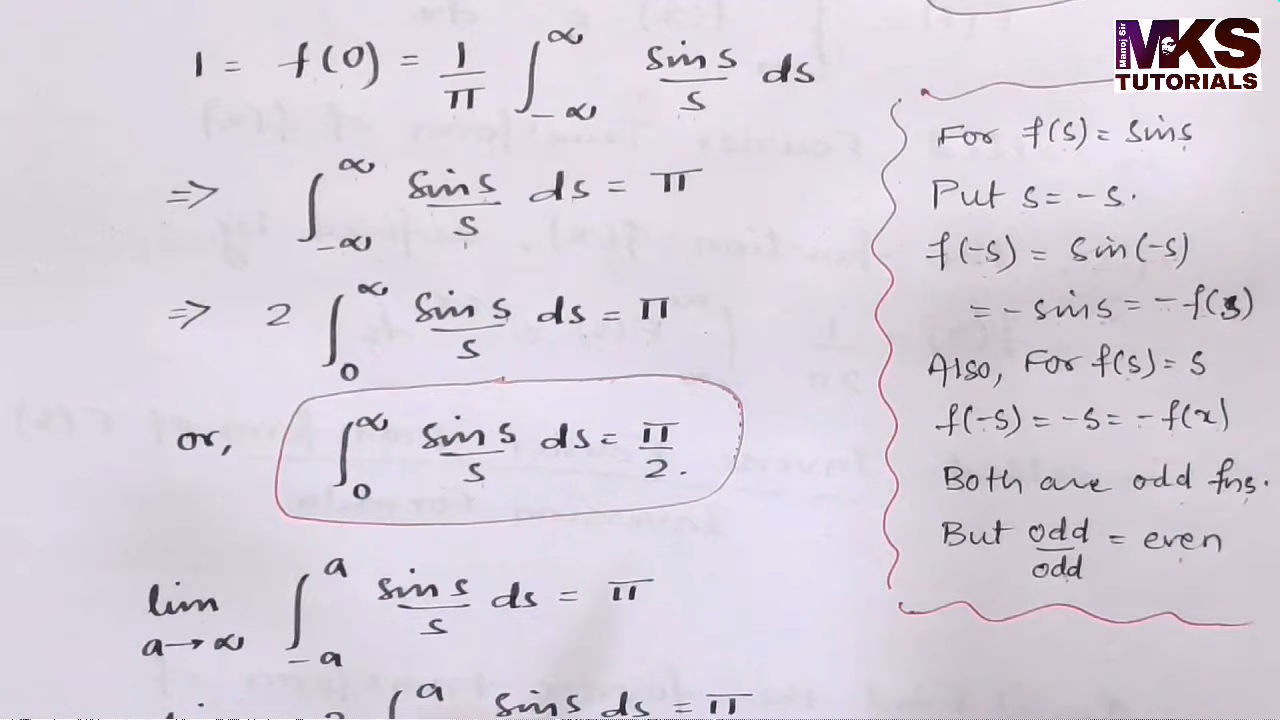 1 = f(0) = 1/π ∫_{-∞}^{∞} sin s/s ds
⇒ ∫_{-∞}^{∞} sin s/s ds = π
⇒ 2 ∫_0^∞ sin s/s ds = π
or, ∫_0^∞ sin s/s ds = π/2.
lim_{a→∞} ∫_{-a}^{a} sin s/s ds = π
a sin s ds = π
Manoj Sir
MKS
TUTORIALS
For f(s) = sin s
Put s = -s.
f(-s) = sin(-s)
= - sin s = - f(s)
Also, For f(s) = s
f(-s) = -s = - f(x)
Both are odd fns.
But odd/odd = even